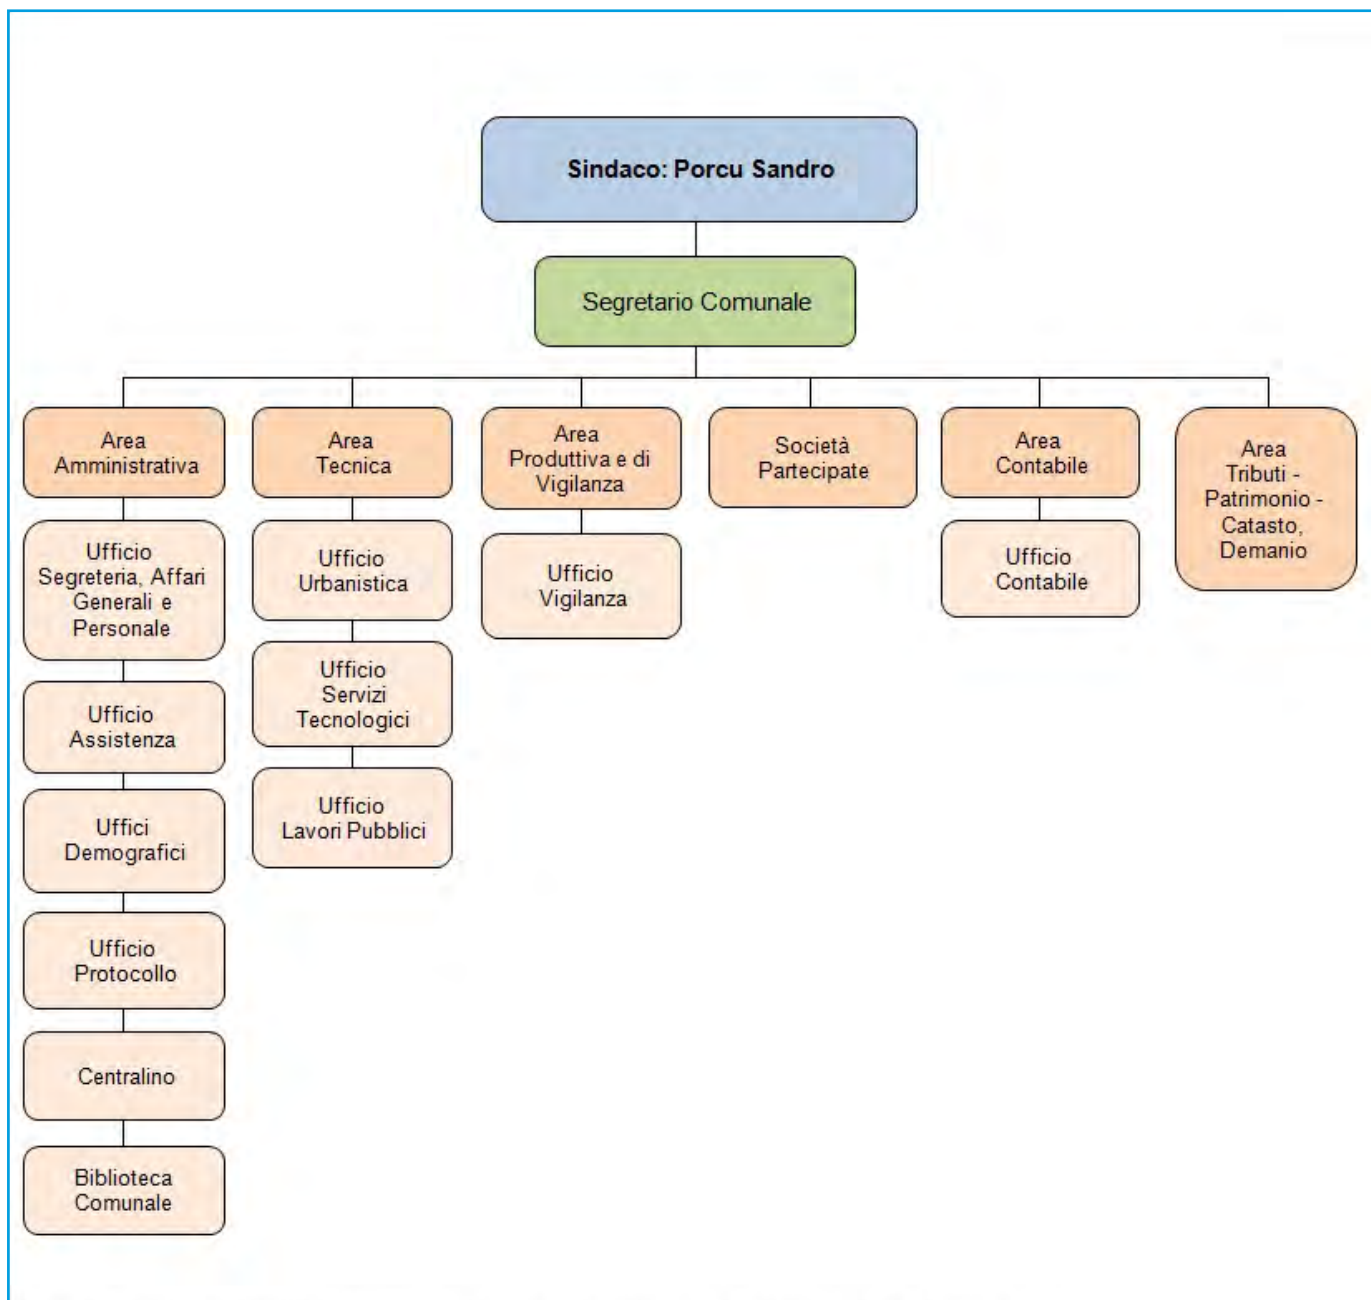 Sindaco: Porcu Sandro
Segretario Comunale
Area
Amministrativa
Area
Tecnica
Area
Produttiva e di
Vigilanza
Società
Partecipate
Area
Contabile
Area
Tributi -
Patrimonio -
Catasto,
Demanio
Ufficio
Segreteria, Affari
Generali e
Personale
Ufficio
Assistenza
Uffici
Demografici
Ufficio
Protocollo
Centralino
Biblioteca
Comunale
Ufficio
Urbanistica
Ufficio
Servizi
Tecnologici
Ufficio
Lavori Pubblici
Ufficio
Vigilanza
Ufficio
Contabile